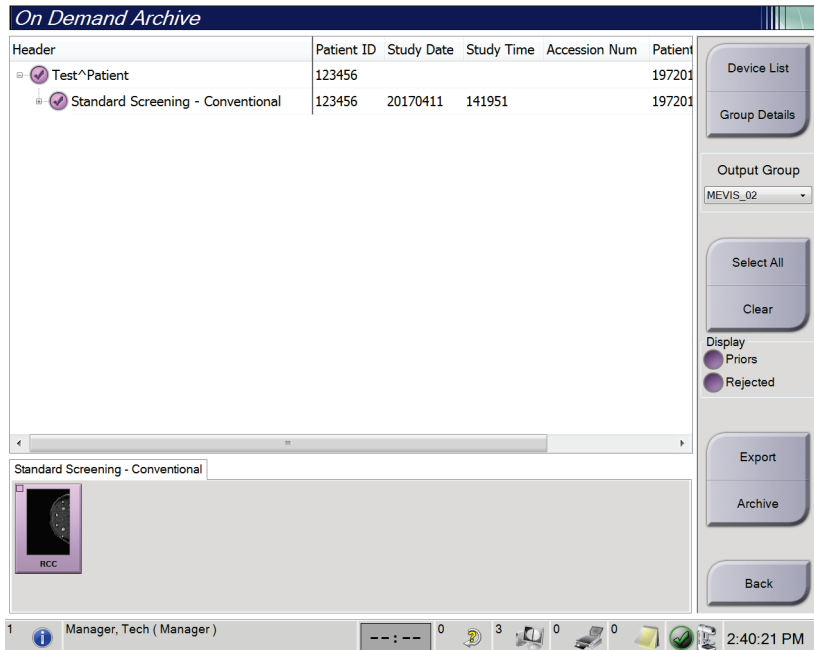 On Demand Archive
Header Patient ID Study Date Study Time Accession Num Patient
Test^Patient 123456 197201
Standard Screening - Conventional 123456 20170411 141951 197201
Device List
Group Details
Output Group
MEVIS_02
Select All
Clear
Display
Priors
Rejected
Export
Archive
Back
Standard Screening - Conventional
RCC
1 Manager, Tech ( Manager ) --:-- 0 3 0 0 2:40:21 PM